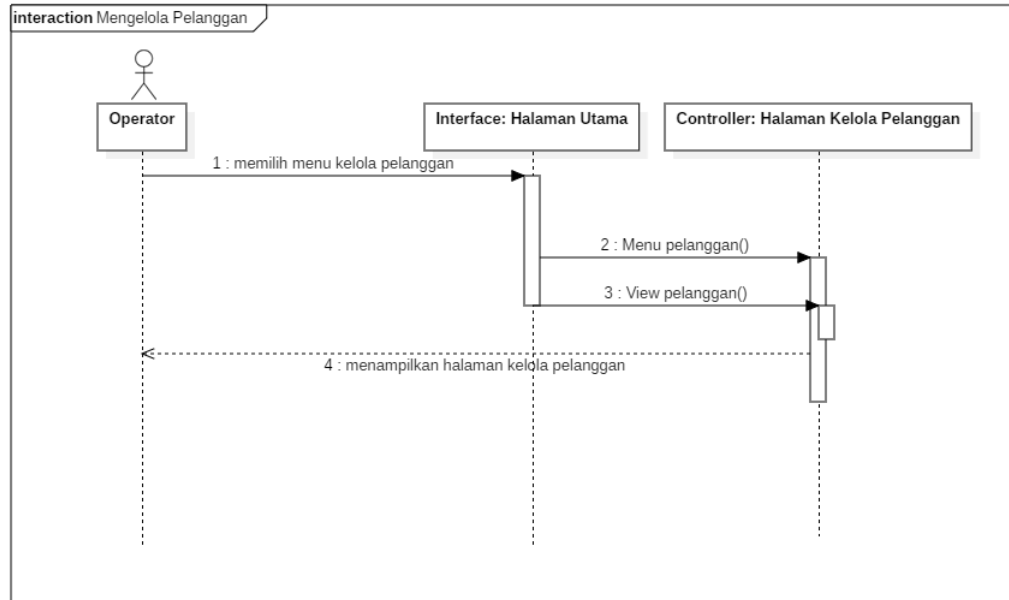 interaction Mengelola Pelanggan
Operator
Interface: Halaman Utama
Controller: Halaman Kelola Pelanggan
1 : memilih menu kelola pelanggan
2 : Menu pelanggan()
3 : View pelanggan()
4 : menampilkan halaman kelola pelanggan